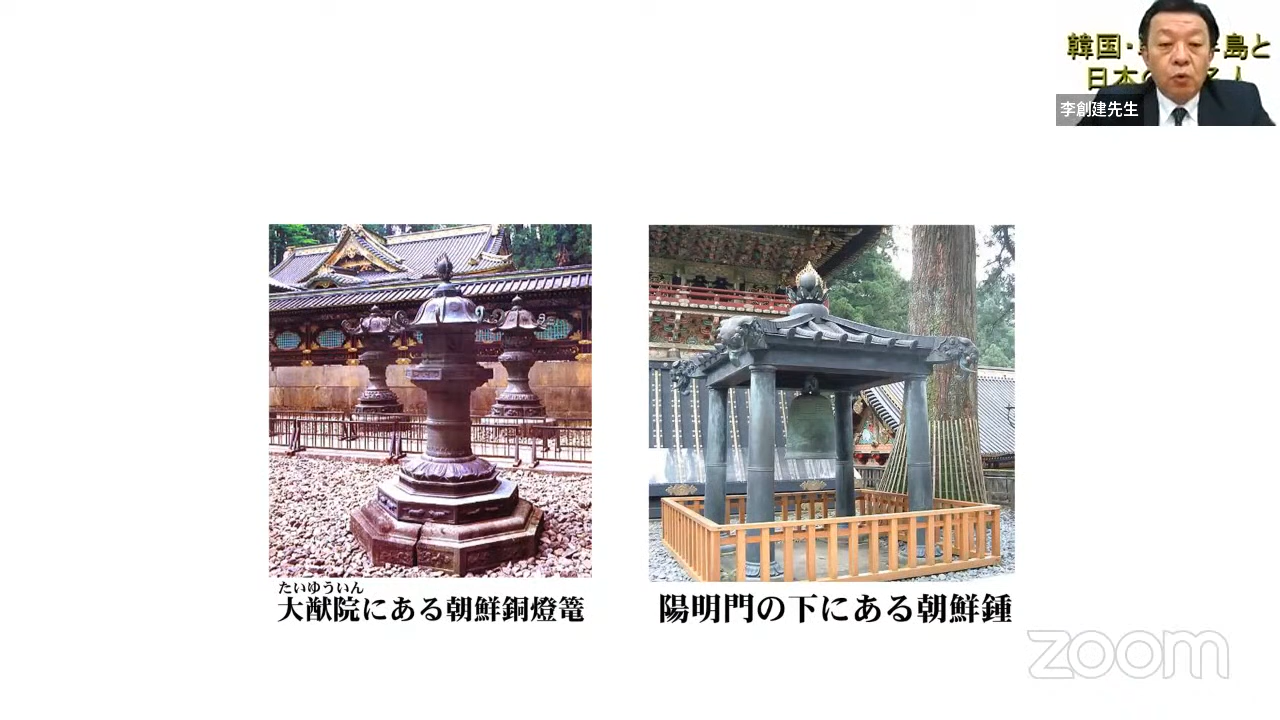 韓国・
島と
日本の
人
李創建先生
たいゆういん
大猷院にある朝鮮銅燈篭
陽明門の下にある朝鮮鍾
zoom